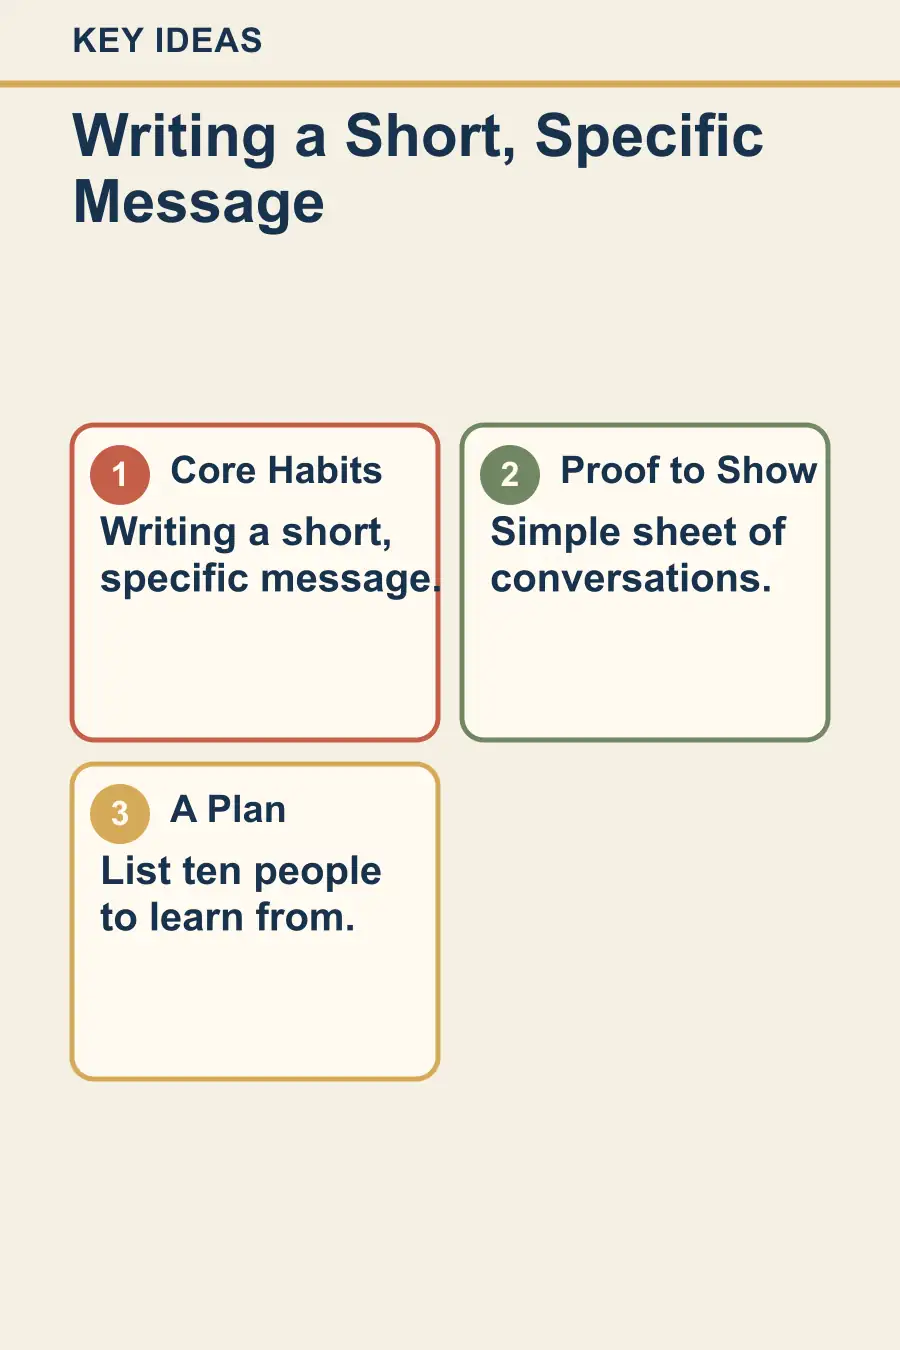 KEY IDEAS
Writing a Short, Specific
Message
1 Core Habits
Writing a short,
specific message.
2 Proof to Show
Simple sheet of
conversations.
3 A Plan
List ten people
to learn from.